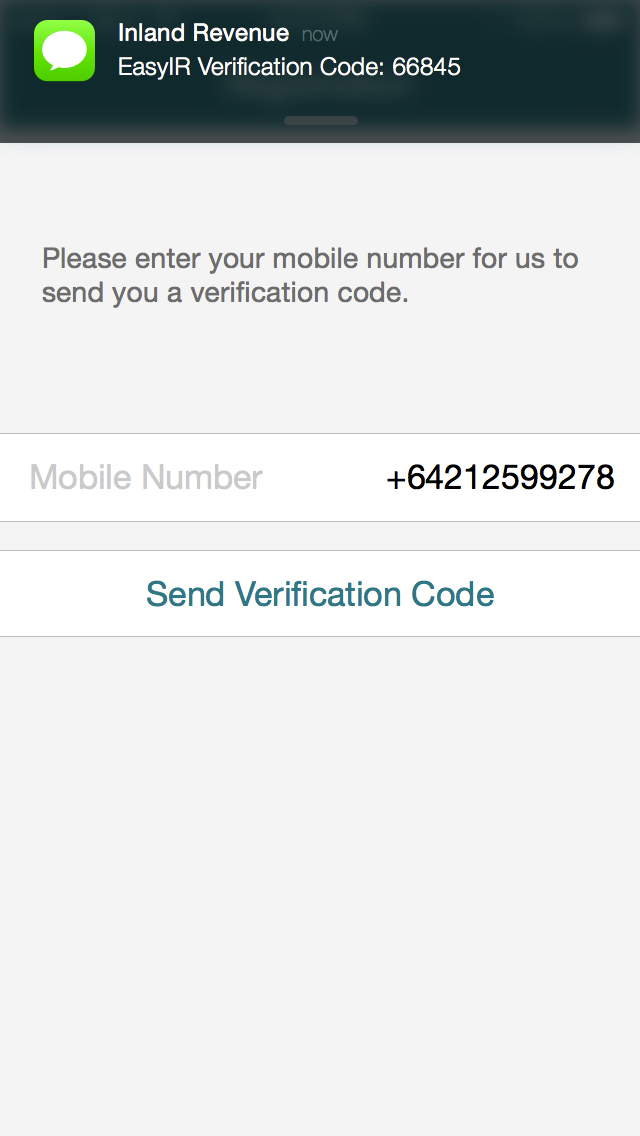 Inland Revenue now
EasyIR Verification Code: 66845
Please enter your mobile number for us to
send you a verification code.
Mobile Number +64212599278
Send Verification Code